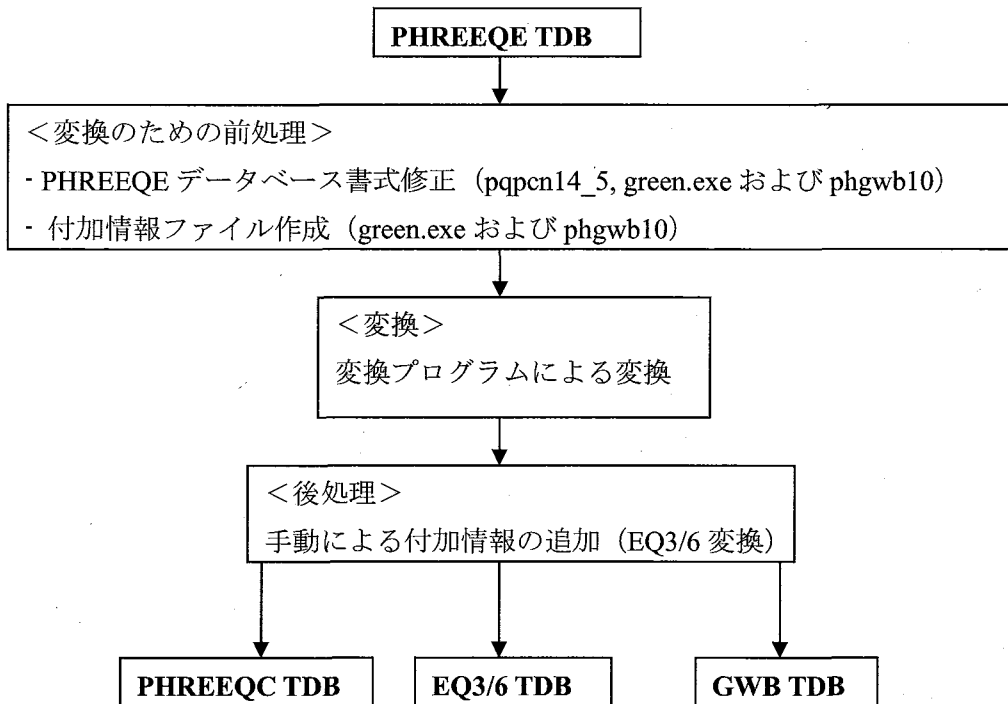 PHREEQE TDB
＜変換のための前処理＞
- PHREEQE データベース書式修正（pqpcn14_5, green.exe および phgwb10）
- 付加情報ファイル作成（green.exe および phgwb10）
＜変換＞
変換プログラムによる変換
＜後処理＞
手動による付加情報の追加（EQ3/6 変換）
PHREEQC TDB
EQ3/6 TDB
GWB TDB